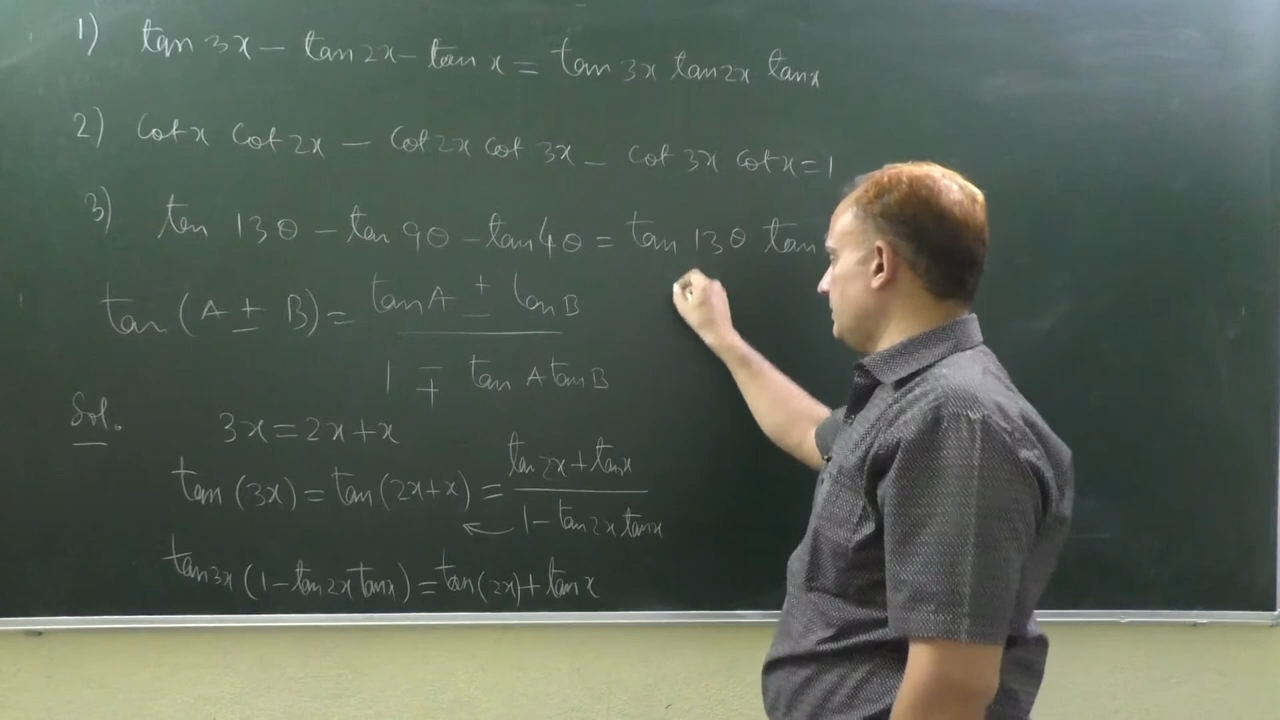 1) tan 3x - tan 2x - tan x = tan 3x tan 2x tan x
2) cot x cot 2x - cot 2x cot 3x - cot 3x cot x = 1
3) tan 13θ - tan 9θ - tan 4θ = tan 13θ tan
tan (A ± B) = tan A ± tan B
1 ∓ tan A tan B
Sol.
3x = 2x + x
tan (3x) = tan (2x + x) = tan 2x + tan x
1 - tan 2x tan x
tan 3x (1 - tan 2x tan x) = tan (2x) + tan x